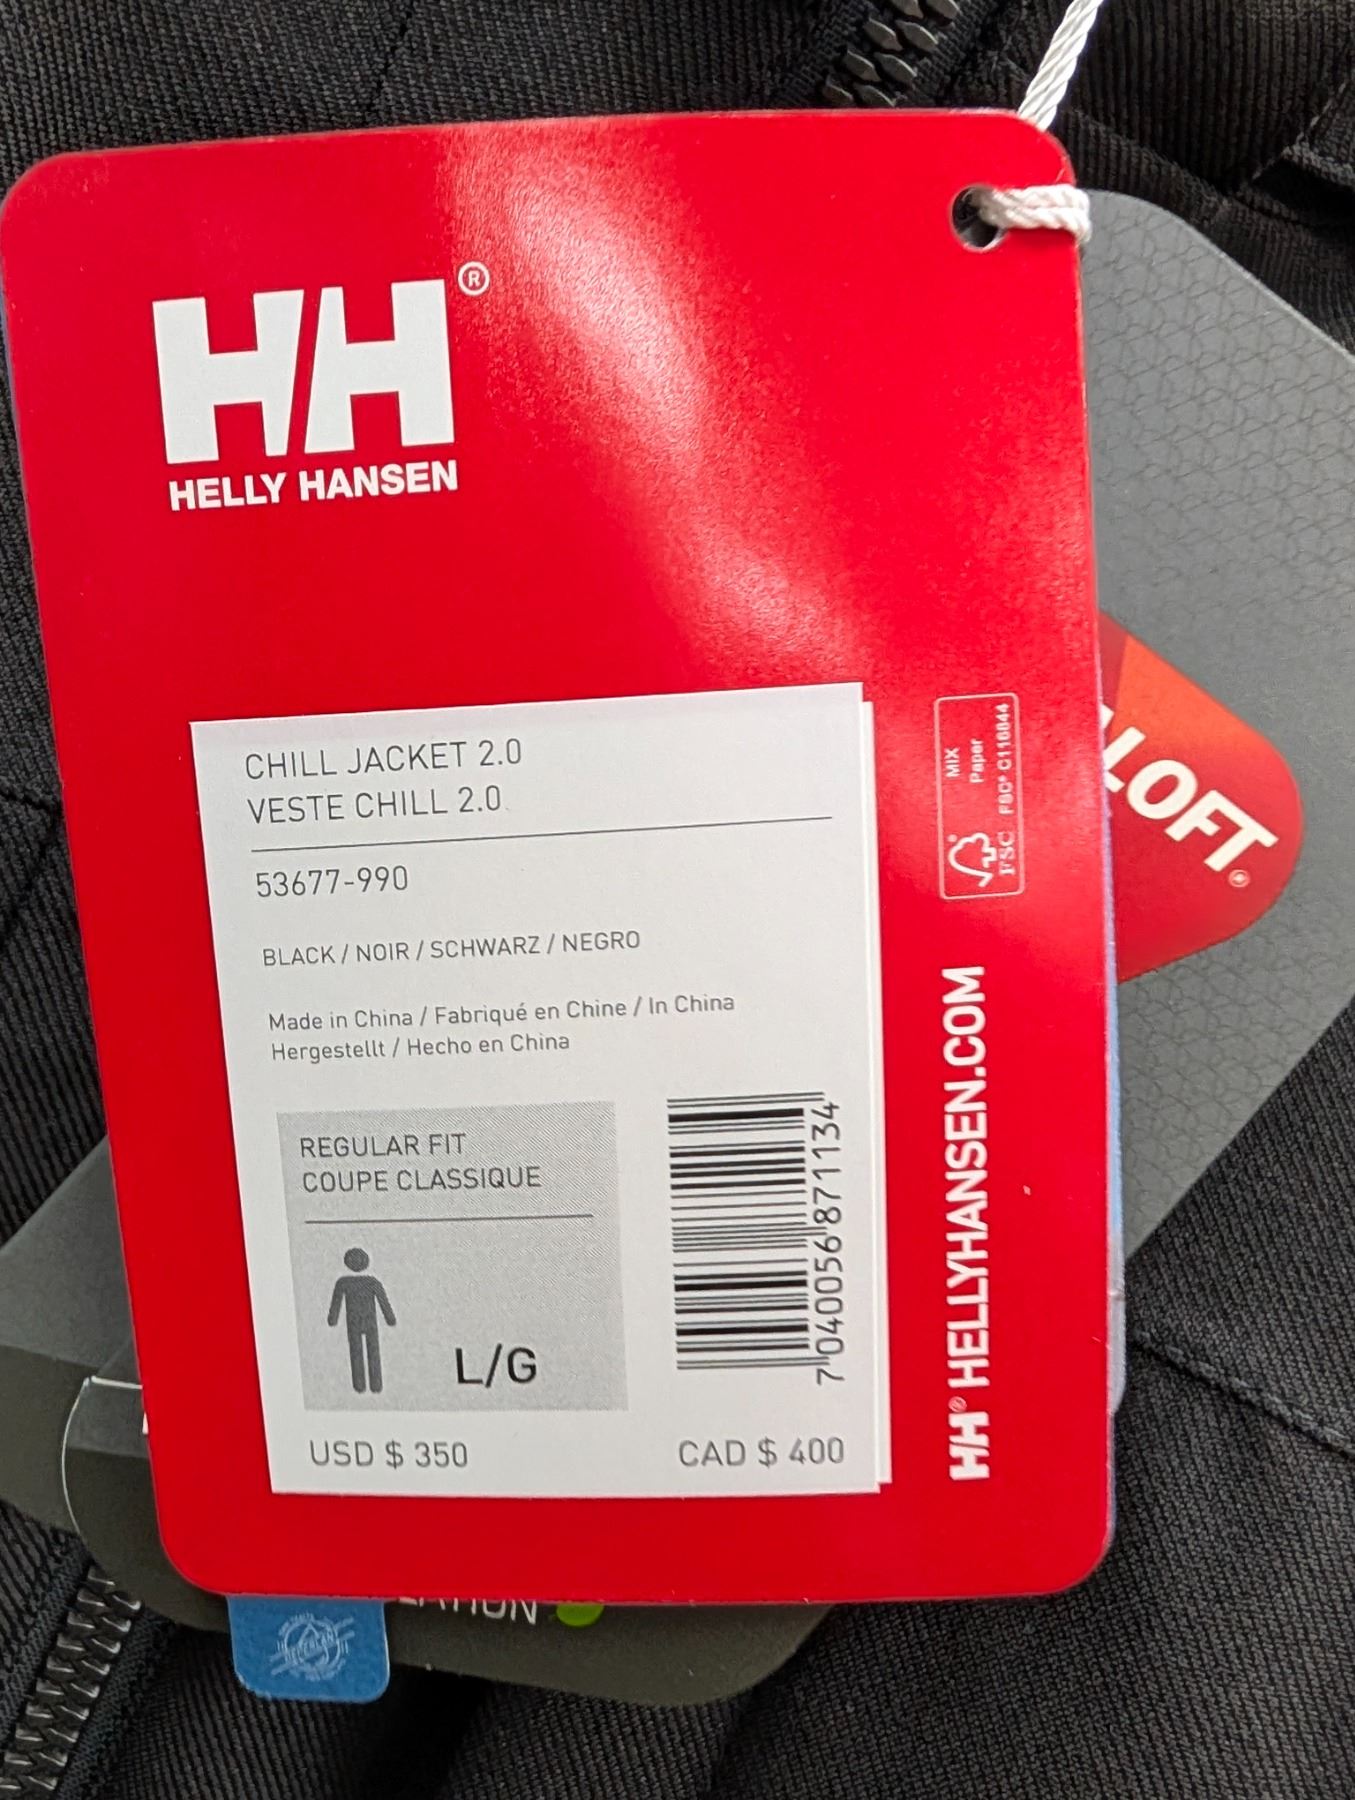 HH®
HELLY HANSEN
CHILL JACKET 2.0
VESTE CHILL 2.0
53677-990
BLACK / NOIR / SCHWARZ / NEGRO
Made in China / Fabriqué en Chine / In China
Hergestellt / Hecho en China
REGULAR FIT
COUPE CLASSIQUE
L/G
7040056871134
USD $ 350
CAD $ 400
MIX
Paper
FSC® C116844
FSC
HH® HELLYHANSEN.COM
LOFT®